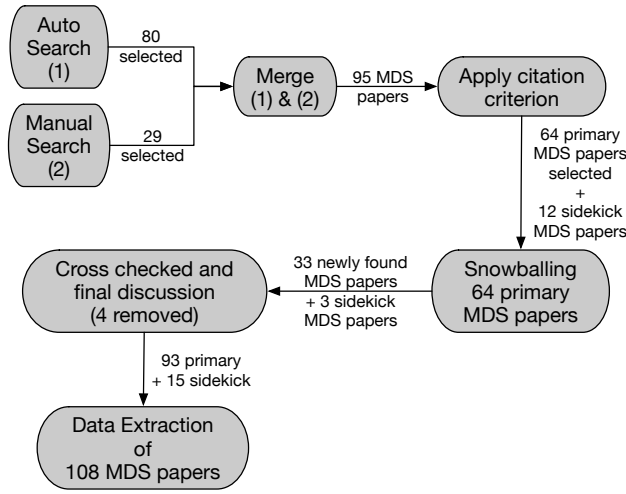 Auto
Search
(1)
80
selected
Manual
Search
(2)
29
selected
Merge
(1) & (2)
95 MDS
papers
Apply citation
criterion
64 primary
MDS papers
selected
+
12 sidekick
MDS papers
Snowballing
64 primary
MDS papers
33 newly found
MDS papers
+ 3 sidekick
MDS papers
Cross checked and
final discussion
(4 removed)
93 primary
+ 15 sidekick
Data Extraction
of
108 MDS papers